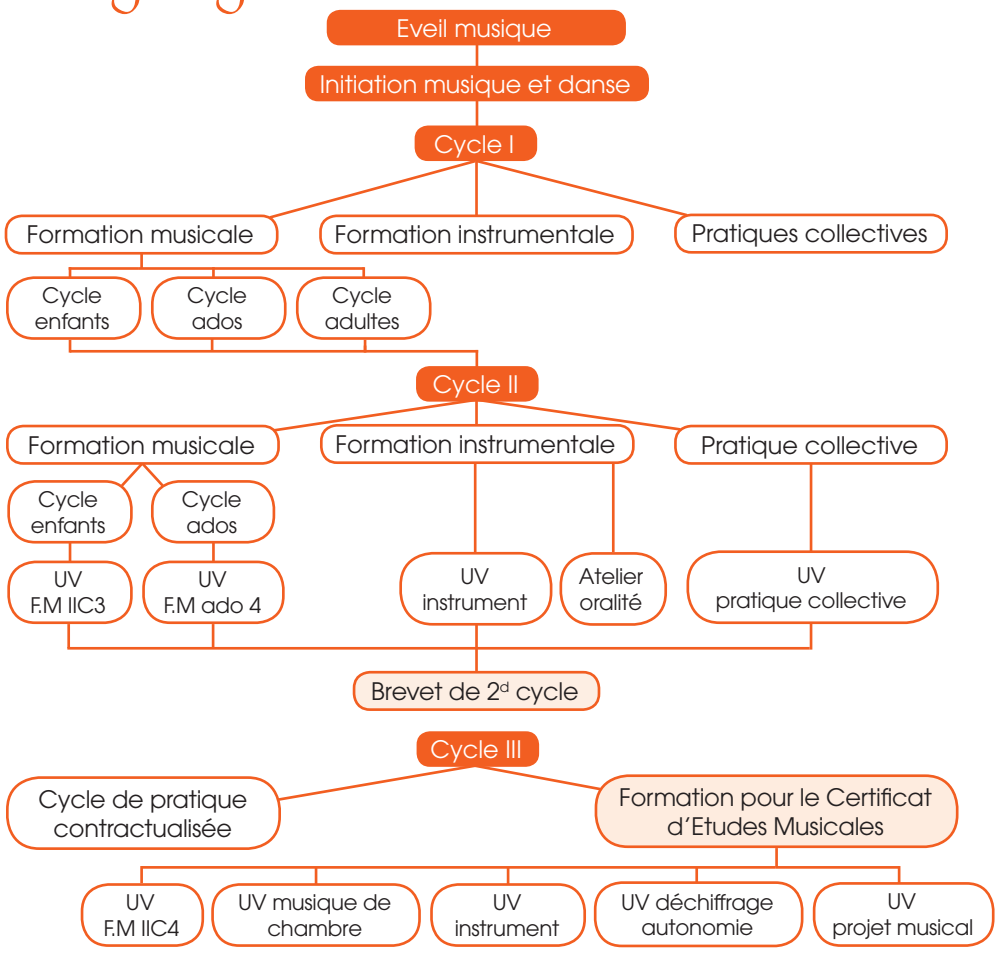 Eveil musique
Initiation musique et danse
Cycle I
Formation musicale
Formation instrumentale
Pratiques collectives
Cycle
enfants
Cycle
ados
Cycle
adultes
Cycle II
Formation musicale
Formation instrumentale
Pratique collective
Cycle
enfants
Cycle
ados
UV
F.M IIC3
UV
F.M ado 4
UV
instrument
Atelier
oralité
UV
pratique collective
Brevet de 2d cycle
Cycle III
Cycle de pratique
contractualisée
Formation pour le Certificat
d'Etudes Musicales
UV
F.M IIC4
UV musique de
chambre
UV
instrument
UV déchiffrage
autonomie
UV
projet musical